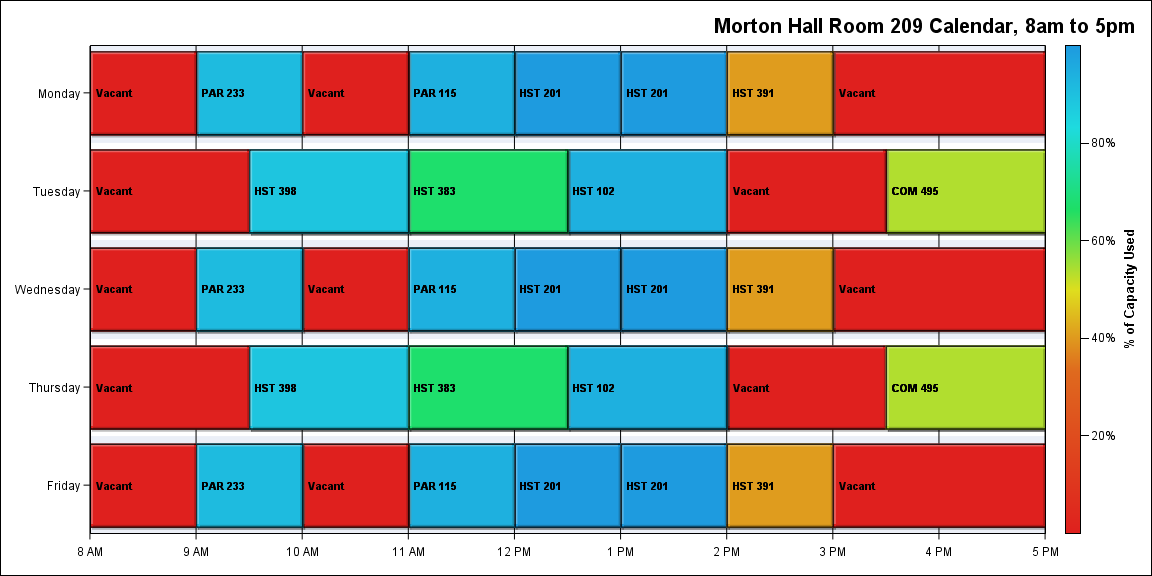 Morton Hall Room 209 Calendar, 8am to 5pm
Monday
Vacant
PAR 233
Vacant
PAR 115
HST 201
HST 201
HST 391
Vacant
Tuesday
Vacant
HST 398
HST 383
HST 102
Vacant
COM 495
Wednesday
Vacant
PAR 233
Vacant
PAR 115
HST 201
HST 201
HST 391
Vacant
Thursday
Vacant
HST 398
HST 383
HST 102
Vacant
COM 495
Friday
Vacant
PAR 233
Vacant
PAR 115
HST 201
HST 201
HST 391
Vacant
8 AM
9 AM
10 AM
11 AM
12 PM
1 PM
2 PM
3 PM
4 PM
5 PM
80%
60%
40%
20%
% of Capacity Used